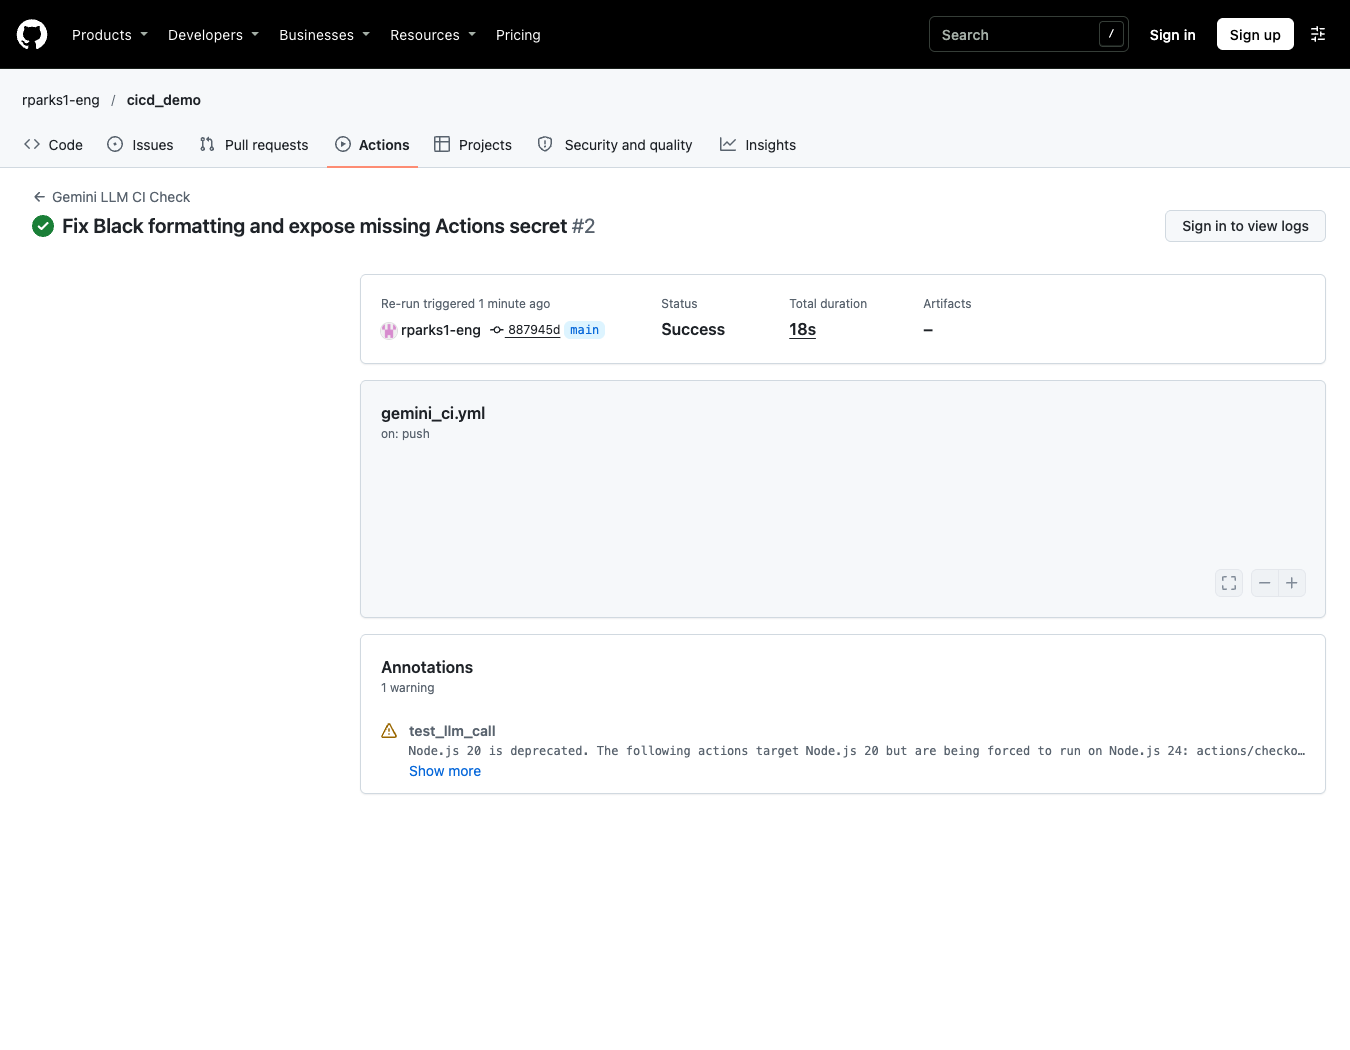 Products Developers Businesses Resources Pricing Search / Sign in Sign up
rparks1-eng / cicd_demo
Code Issues Pull requests Actions Projects Security and quality Insights
← Gemini LLM CI Check
Fix Black formatting and expose missing Actions secret #2
Sign in to view logs
Re-run triggered 1 minute ago Status Total duration Artifacts
rparks1-eng 887945d main Success 18s –
gemini_ci.yml
on: push
Annotations
1 warning
test_llm_call
Node.js 20 is deprecated. The following actions target Node.js 20 but are being forced to run on Node.js 24: actions/checko…
Show more